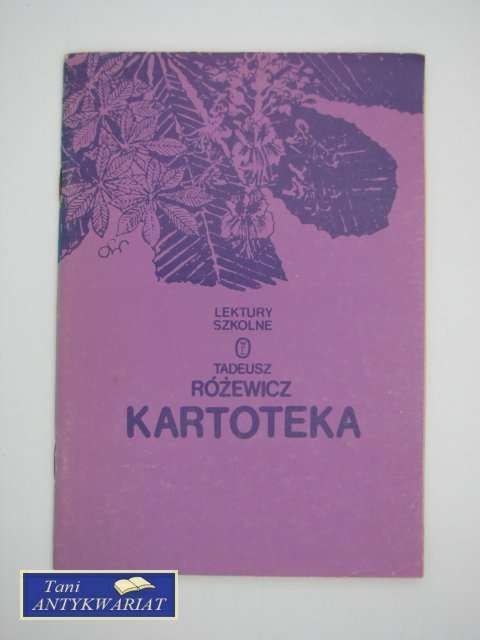 LEKTURY
SZKOLNE
TADEUSZ
RÓŻEWICZ
KARTOTEKA
Tani
ANTYKWARIAT